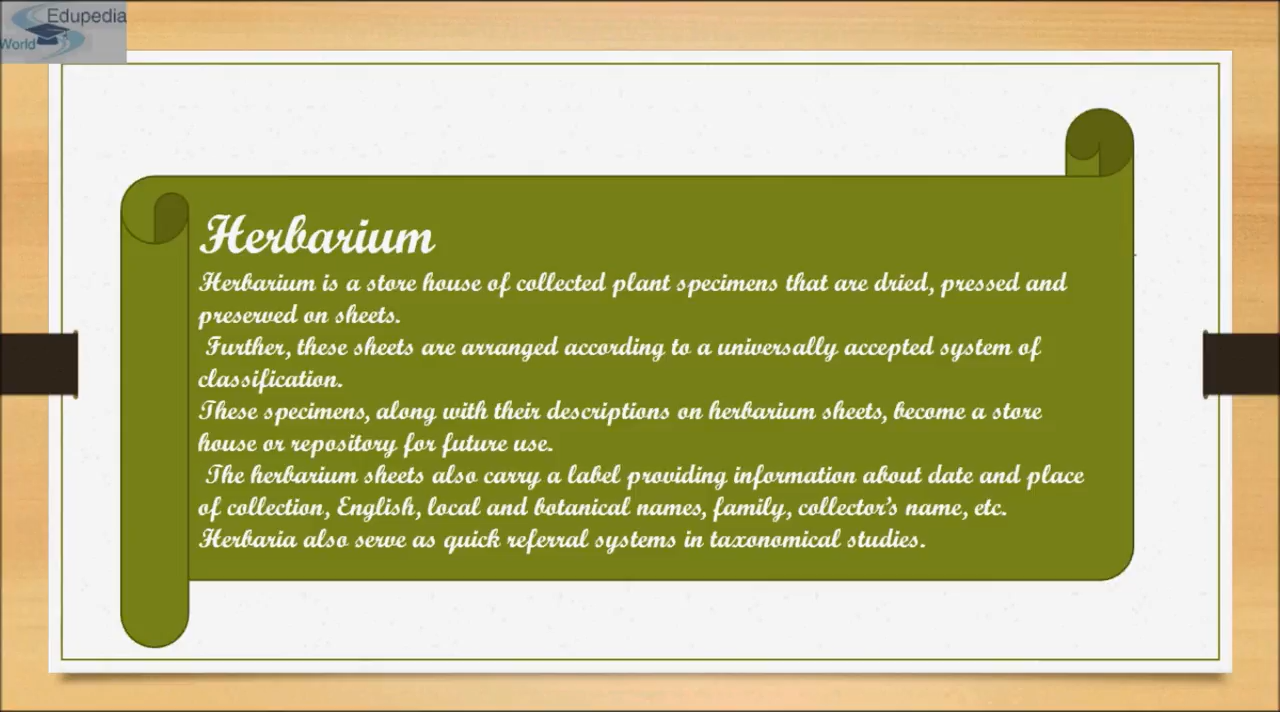 Edupedia
World
Herbarium
Herbarium is a store house of collected plant specimens that are dried, pressed and
preserved on sheets.
Further, these sheets are arranged according to a universally accepted system of
classification.
These specimens, along with their descriptions on herbarium sheets, become a store
house or repository for future use.
The herbarium sheets also carry a label providing information about date and place
of collection, English, local and botanical names, family, collector’s name, etc.
Herbaria also serve as quick referral systems in taxonomical studies.